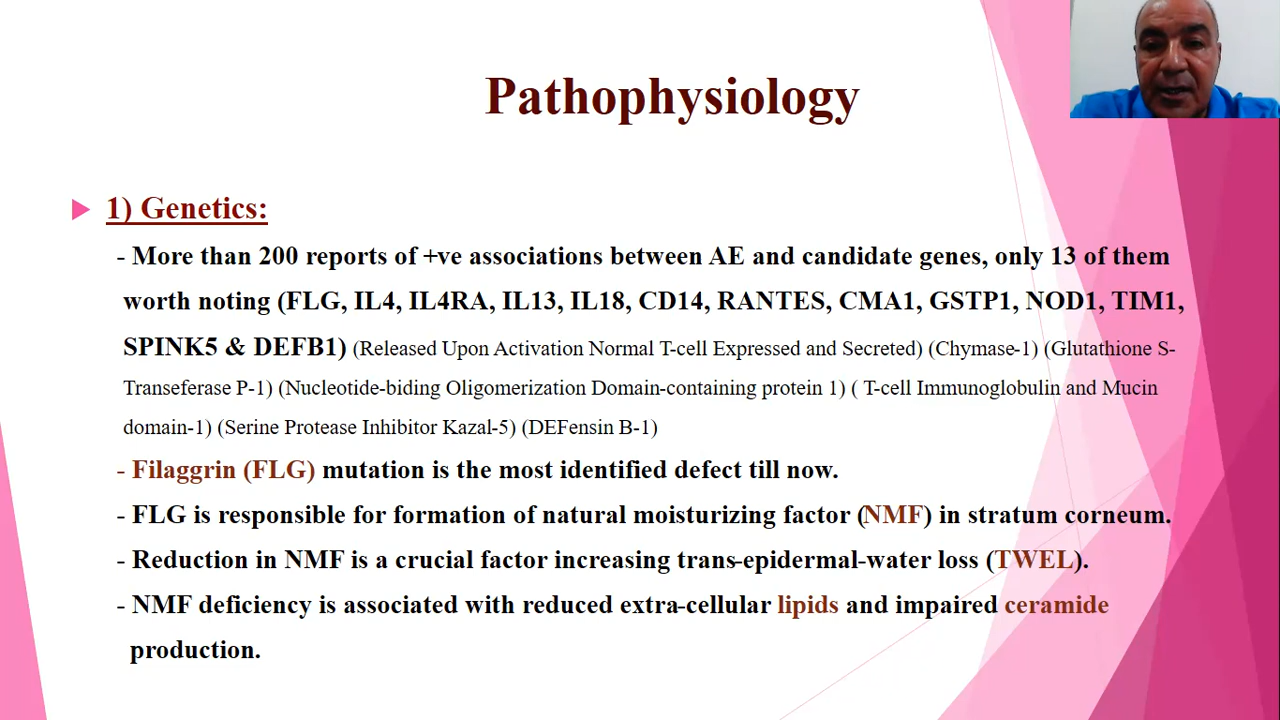 Pathophysiology
1) Genetics:
- More than 200 reports of +ve associations between AE and candidate genes, only 13 of them
worth noting (FLG, IL4, IL4RA, IL13, IL18, CD14, RANTES, CMA1, GSTP1, NOD1, TIM1,
SPINK5 & DEFB1) (Released Upon Activation Normal T-cell Expressed and Secreted) (Chymase-1) (Glutathione S-
Transeferase P-1) (Nucleotide-biding Oligomerization Domain-containing protein 1) ( T-cell Immunoglobulin and Mucin
domain-1) (Serine Protease Inhibitor Kazal-5) (DEFensin B-1)
- Filaggrin (FLG) mutation is the most identified defect till now.
- FLG is responsible for formation of natural moisturizing factor (NMF) in stratum corneum.
- Reduction in NMF is a crucial factor increasing trans-epidermal-water loss (TWEL).
- NMF deficiency is associated with reduced extra-cellular lipids and impaired ceramide
production.